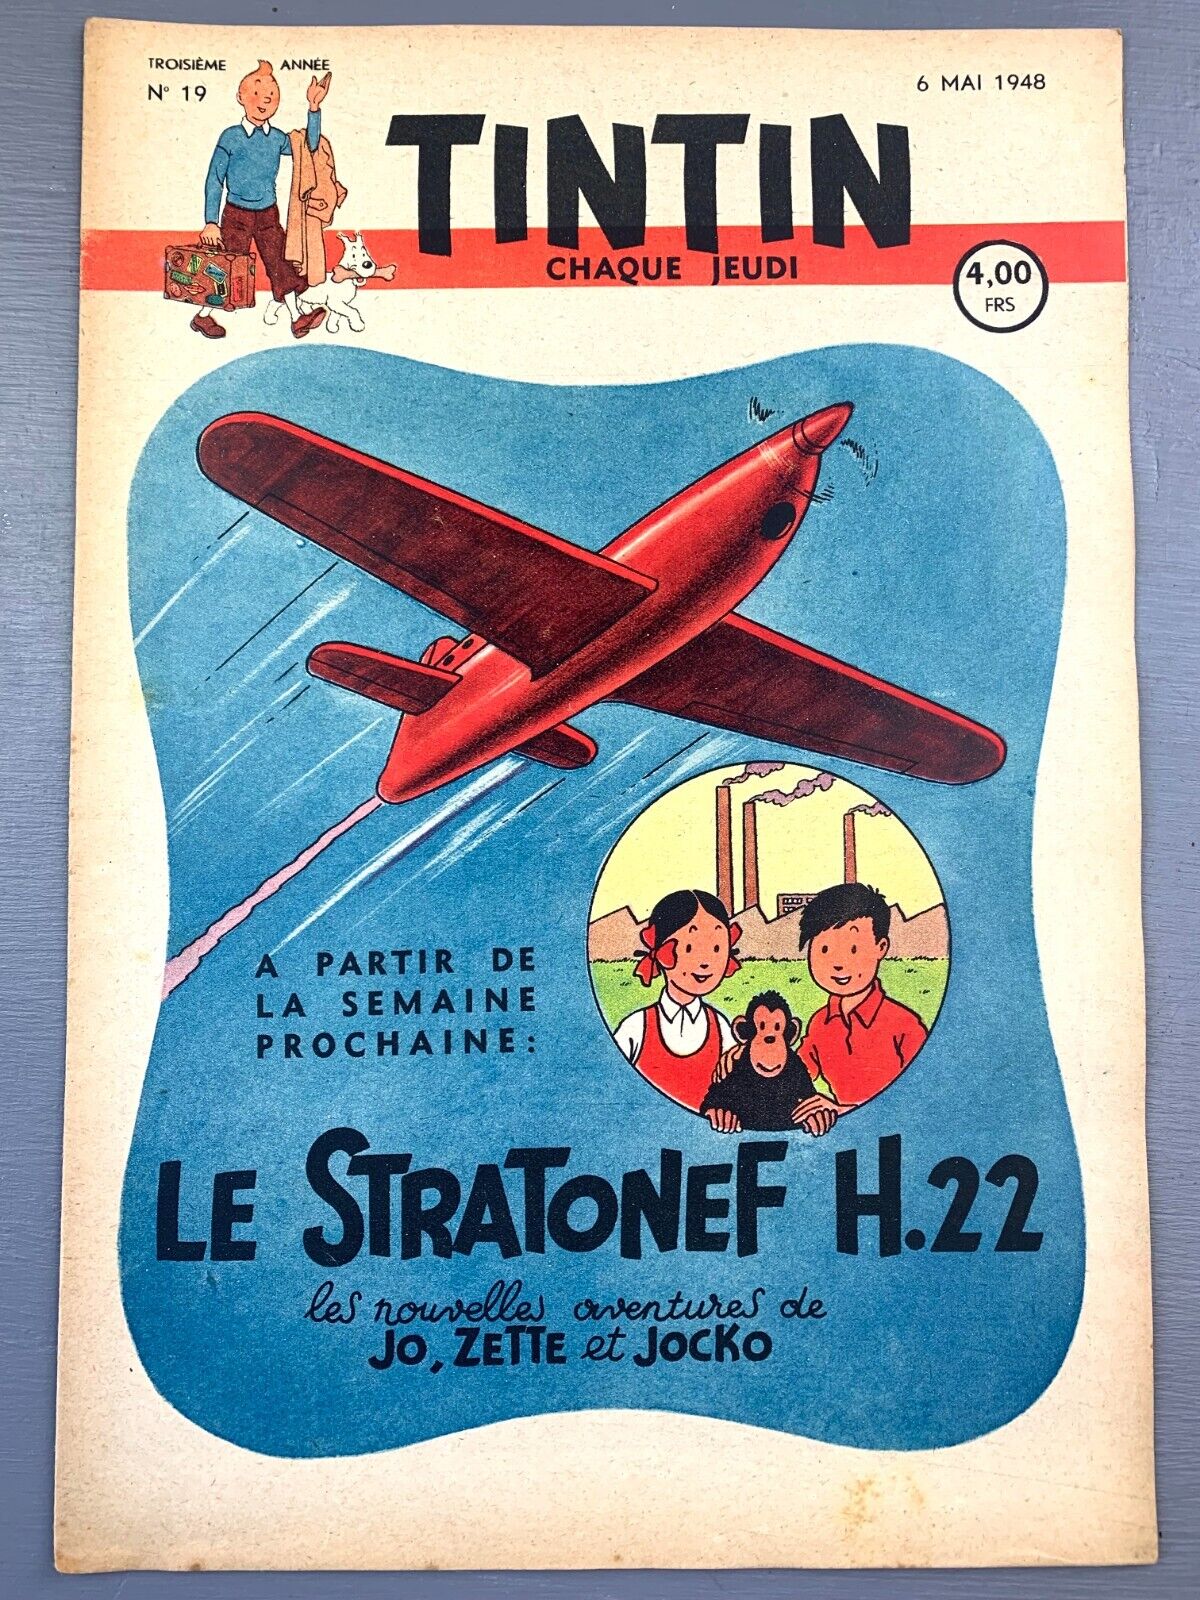 TROISIÈME ANNÉE
N° 19
6 MAI 1948
TINTIN
CHAQUE JEUDI
4,00
FRS
A PARTIR DE
LA SEMAINE
PROCHAINE:
LE STRATONEF H.22
les nouvelles aventures de
JO, ZETTE et JOCKO